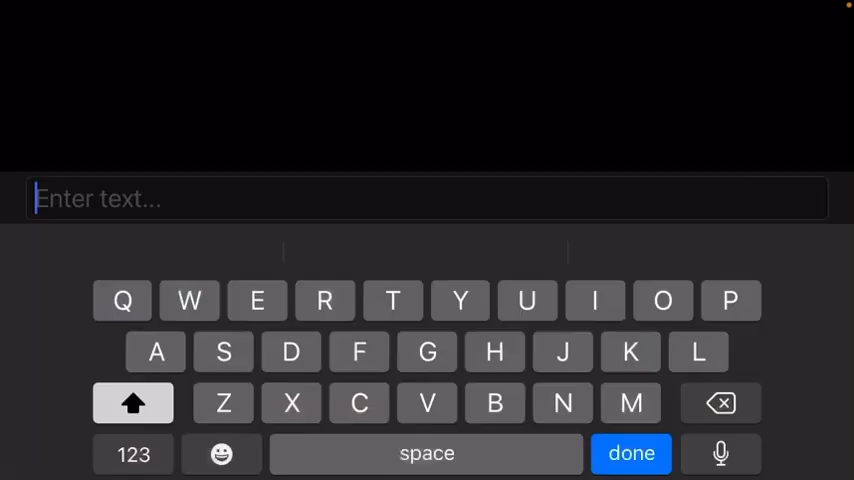 Enter text...
Q W E R T Y U I O P
A S D F G H J K L
Z X C V B N M
123 space done